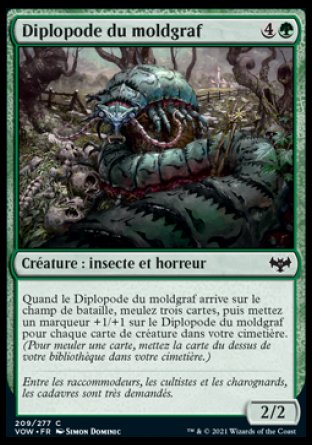 Diplopode du moldgraf 4
Créature : insecte et horreur
Quand le Diplopode du moldgraf arrive sur le
champ de bataille, meulez trois cartes, puis mettez
un marqueur +1/+1 sur le Diplopode du moldgraf
pour chaque carte de créature dans votre cimetière.
(Pour meuler une carte, mettez la carte du dessus de
votre bibliothèque dans votre cimetière.)
Entre les raccommodeurs, les cultistes et les charognards,
les cadavres sont très demandés.
2/2
209/277 C
VOW • FR SIMON DOMINIC
™ & © 2021 Wizards of the Coast